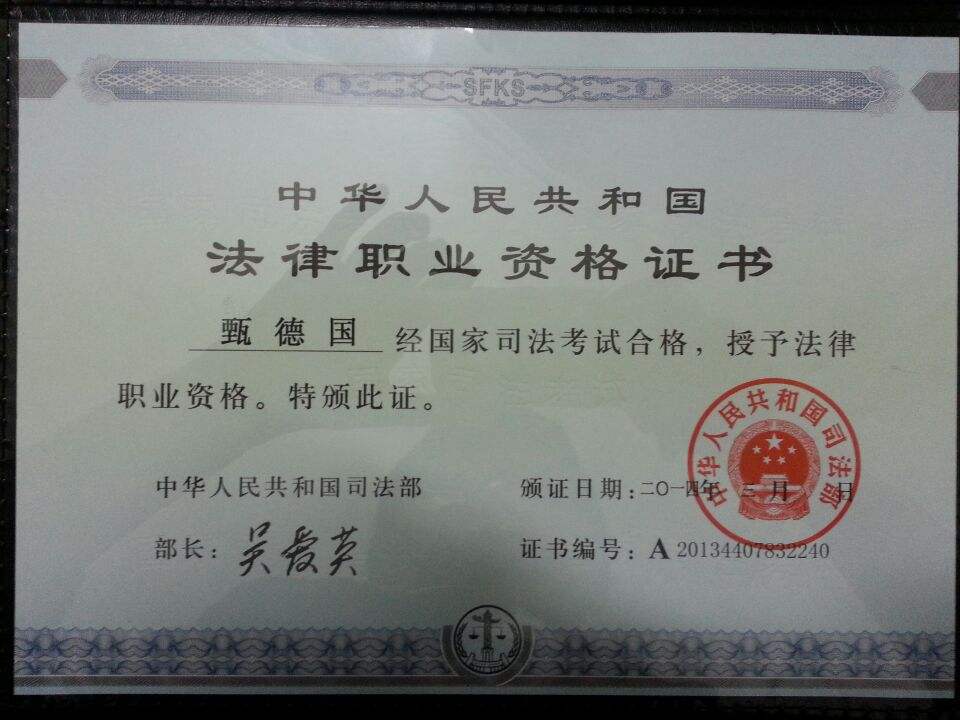 SFKS
中华人民共和国
法律职业资格证书
甄德国 经国家司法考试合格，授予法律
职业资格。特颁此证。
中华人民共和国司法部
颁证日期：二〇一四年 三 月 日
部长：吴爱英
证书编号：A 20134407832240
中华人民共和国司法部